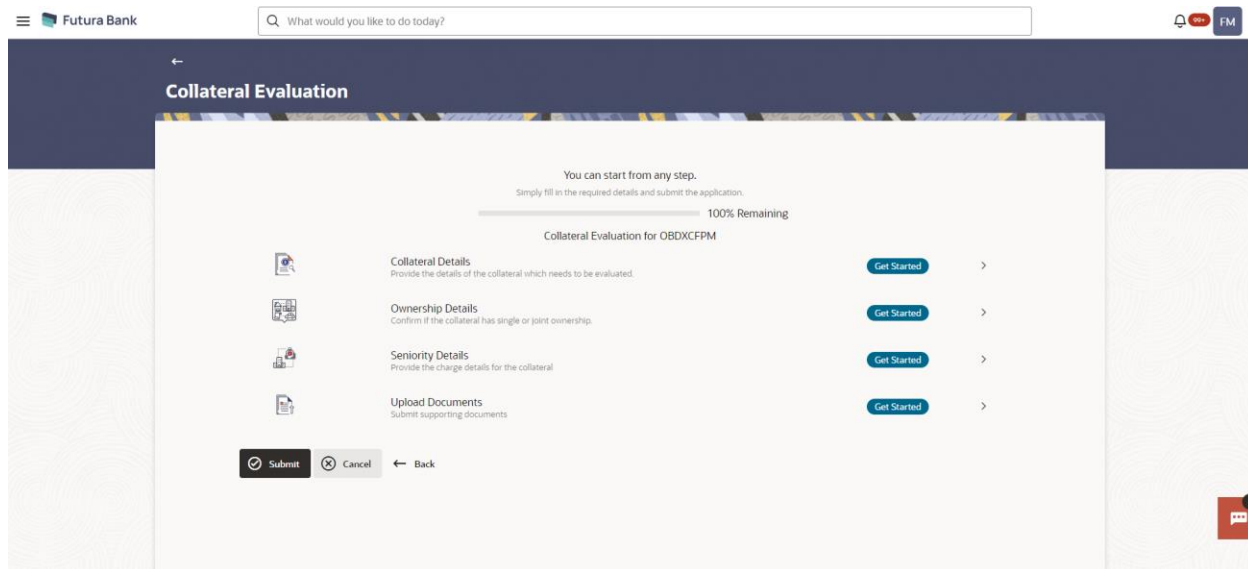 Futura Bank
What would you like to do today?
99+
FM
Collateral Evaluation
You can start from any step.
Simply fill in the required details and submit the application.
100% Remaining
Collateral Evaluation for OBDXCFPM
Collateral Details
Provide the details of the collateral which needs to be evaluated.
Get Started
Ownership Details
Confirm if the collateral has single or joint ownership.
Get Started
Seniority Details
Provide the charge details for the collateral
Get Started
Upload Documents
Submit supporting documents
Get Started
Submit
Cancel
Back